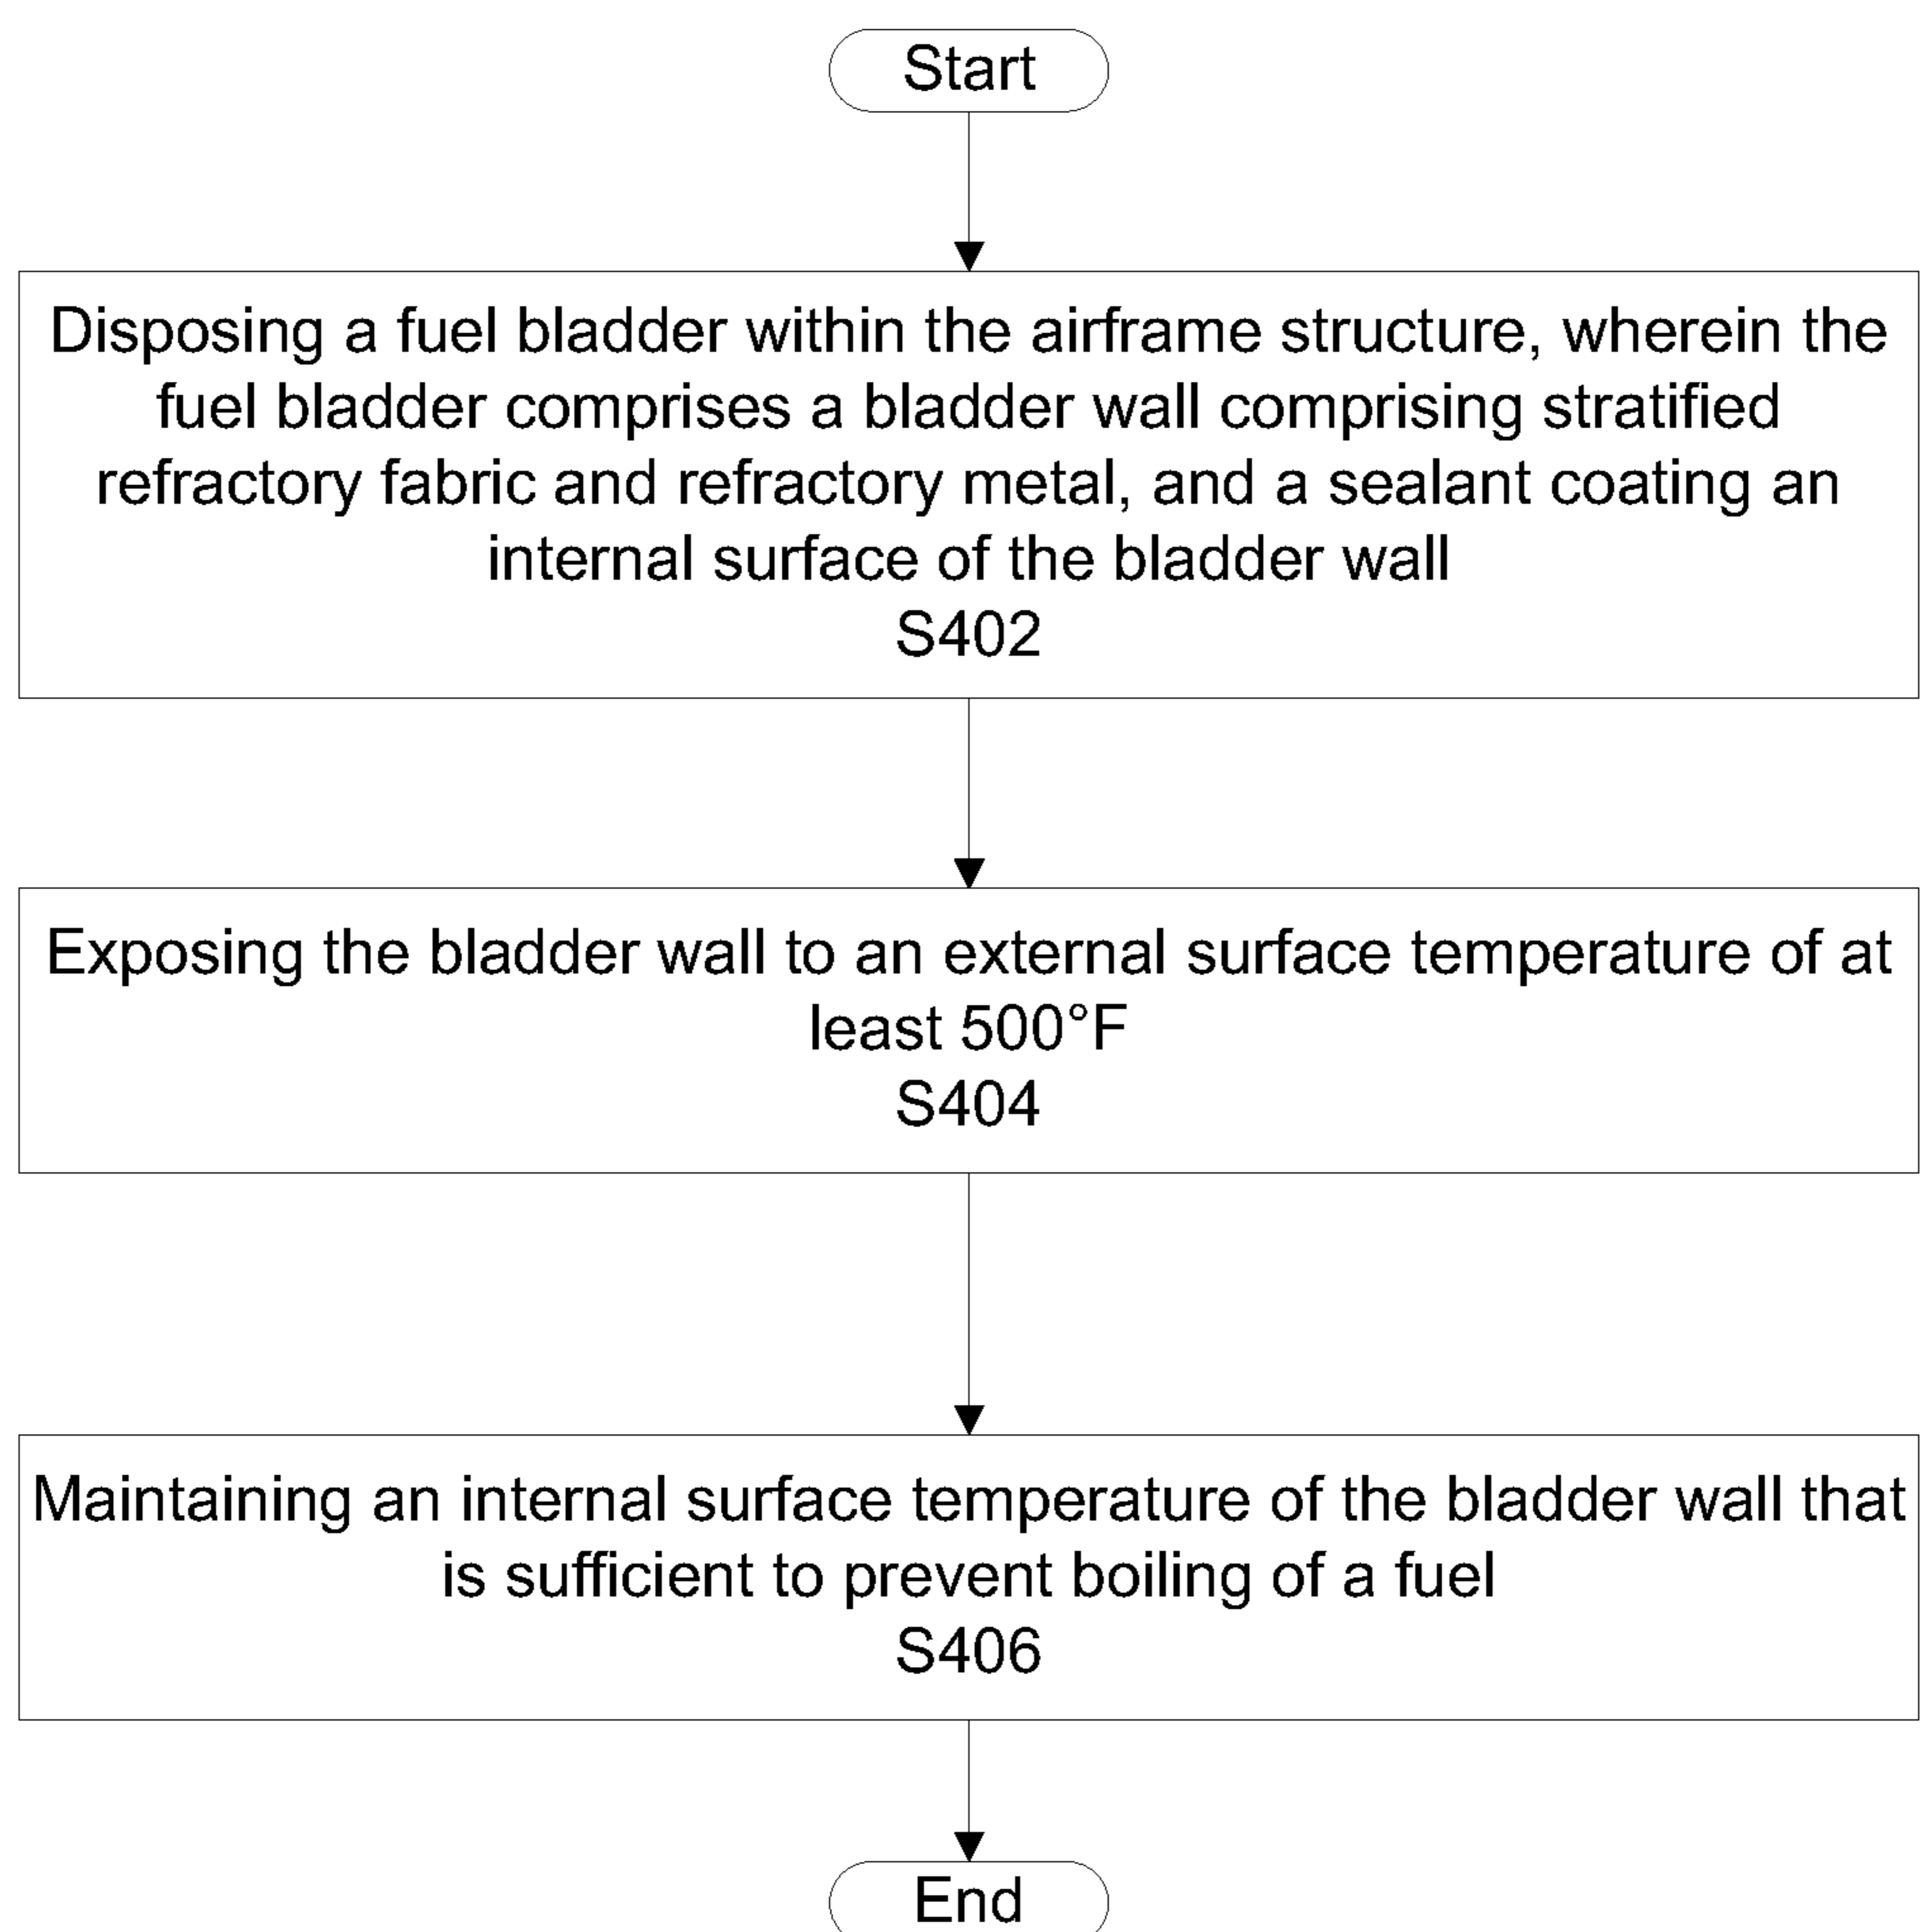 Start
Disposing a fuel bladder within the airframe structure, wherein the
fuel bladder comprises a bladder wall comprising stratified
refractory fabric and refractory metal, and a sealant coating an
internal surface of the bladder wall
S402
Exposing the bladder wall to an external surface temperature of at
least 500°F
S404
Maintaining an internal surface temperature of the bladder wall that
is sufficient to prevent boiling of a fuel
S406
End